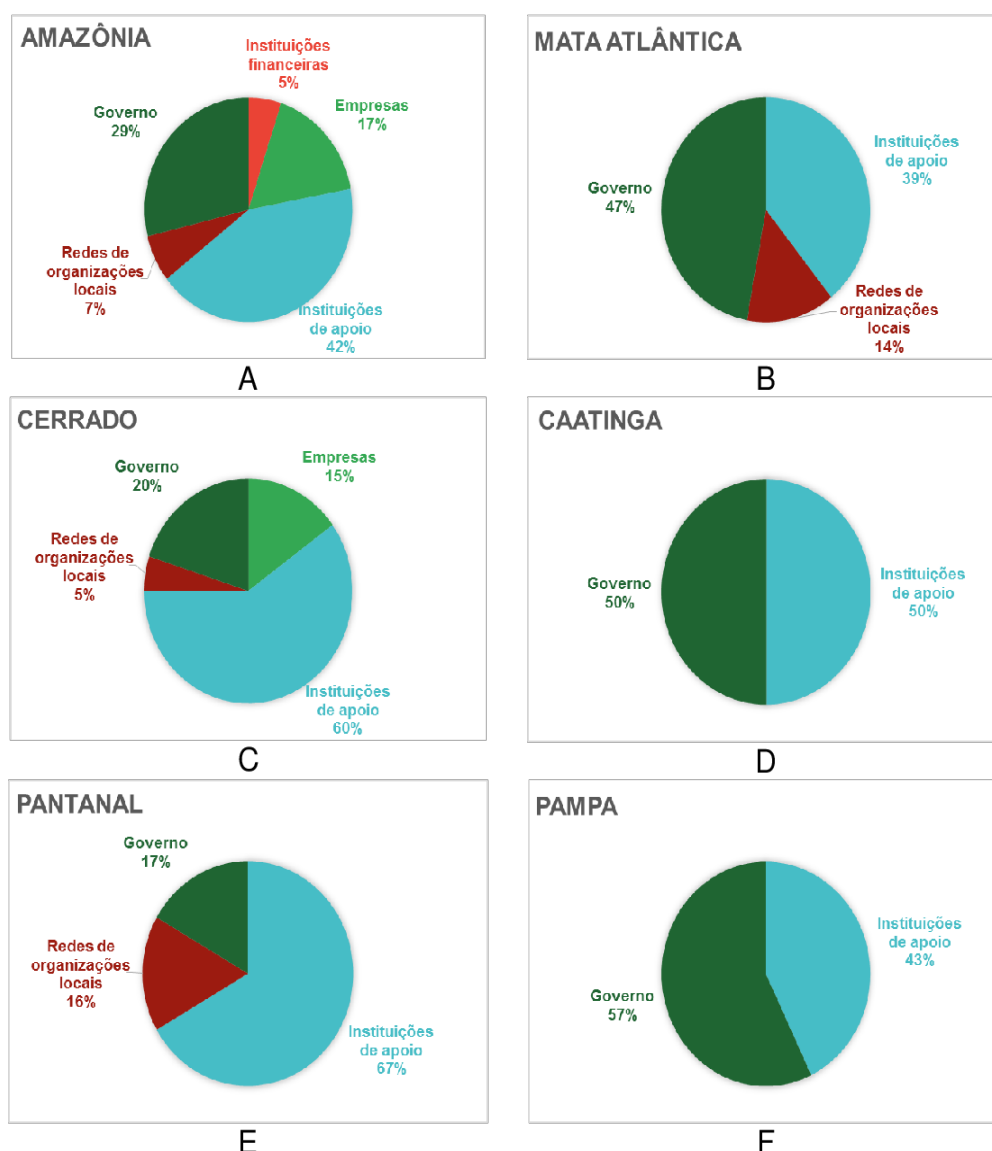 AMAZÔNIA
Instituições
financeiras
5%
Empresas
17%
Governo
29%
Redes de
organizações
locais
7%
Instituições
de apoio
42%
A
MATA ATLÂNTICA
Instituições
de apoio
39%
Governo
47%
Redes de
organizações
locais
14%
B
CERRADO
Empresas
15%
Governo
20%
Redes de
organizações
locais
5%
Instituições
de apoio
60%
C
CAATINGA
Governo
50%
Instituições
de apoio
50%
D
PANTANAL
Governo
17%
Redes de
organizações
locais
16%
Instituições
de apoio
67%
E
PAMPA
Instituições
de apoio
43%
Governo
57%
F